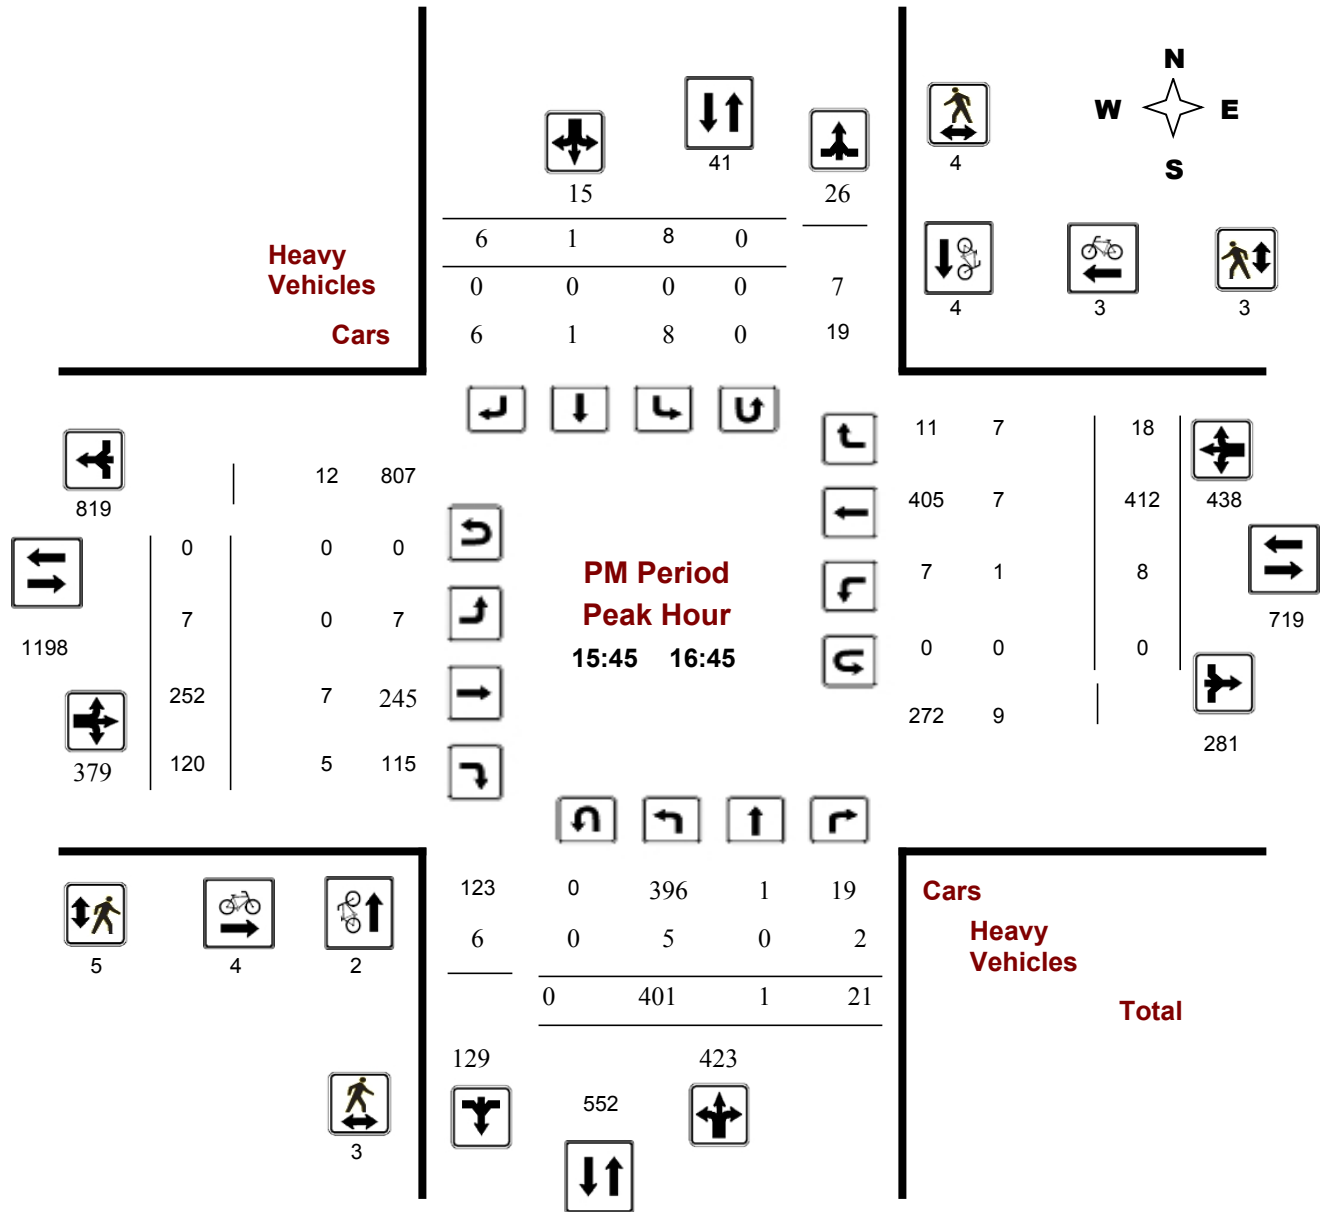 N
W E
S
41
4
15 26
6 1 8 0
Heavy
Vehicles
0 0 0 0 7
4 3 3
Cars
6 1 8 0 19
11 7 18
12 807
819
405 7 412 438
0 0 0
PM Period
7 1 8
Peak Hour
7 0 7
719
1198
15:45 16:45
0 0 0
252 7 245
272 9
281
379 120 5 115
123 0 396 1 19
Cars
6 0 5 0 2
Heavy
Vehicles
5 4 2
0 401 1 21
Total
129 423
552
3